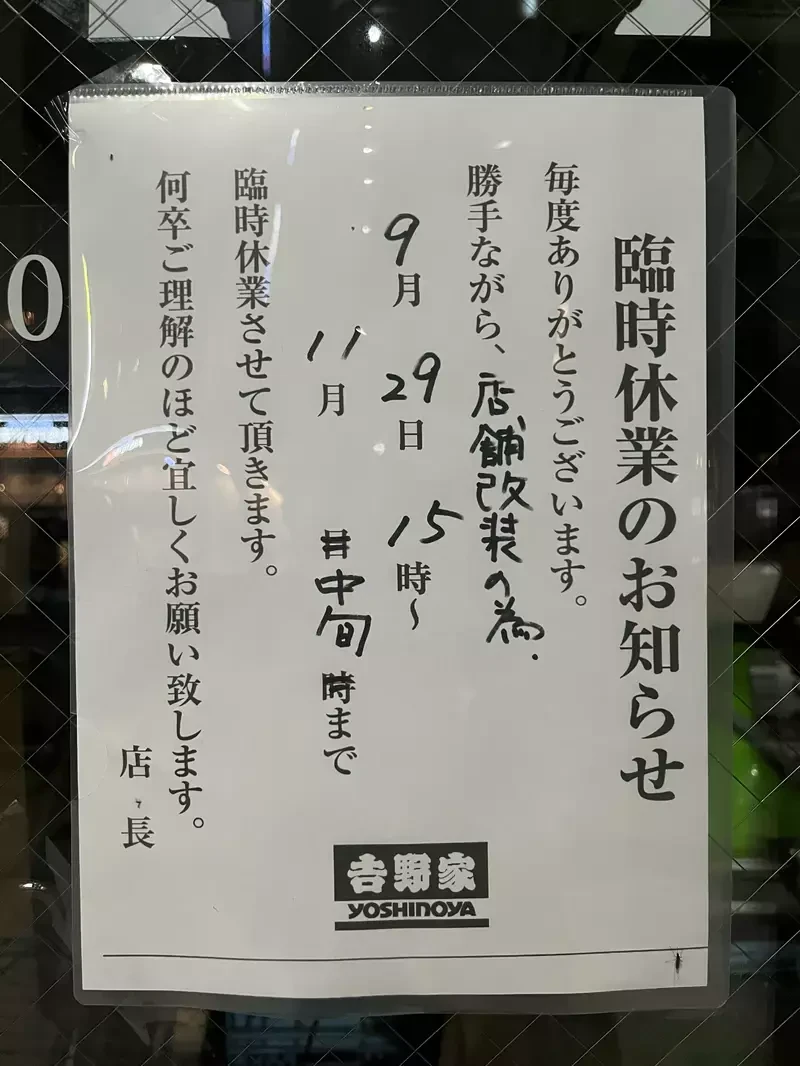 臨時休業のお知らせ
毎度ありがとうございます。
勝手ながら、店舗改装の為.
9月29日15時〜
11月中旬まで
臨時休業させて頂きます。
何卒ご理解のほど宜しくお願い致します。
店長
吉野家
YOSHINOYA
0